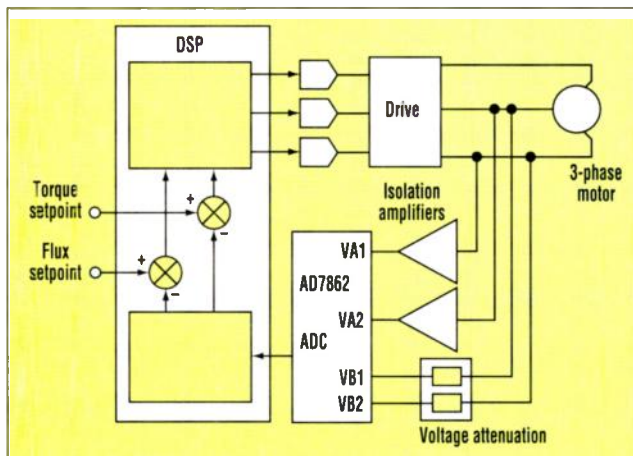 DSP
Drive
Torque
setpoint
+
−
Flux
setpoint
+
−
3-phase
motor
Isolation
amplifiers
VA1
AD7862
VA2
ADC
VB1
VB2
Voltage attenuation